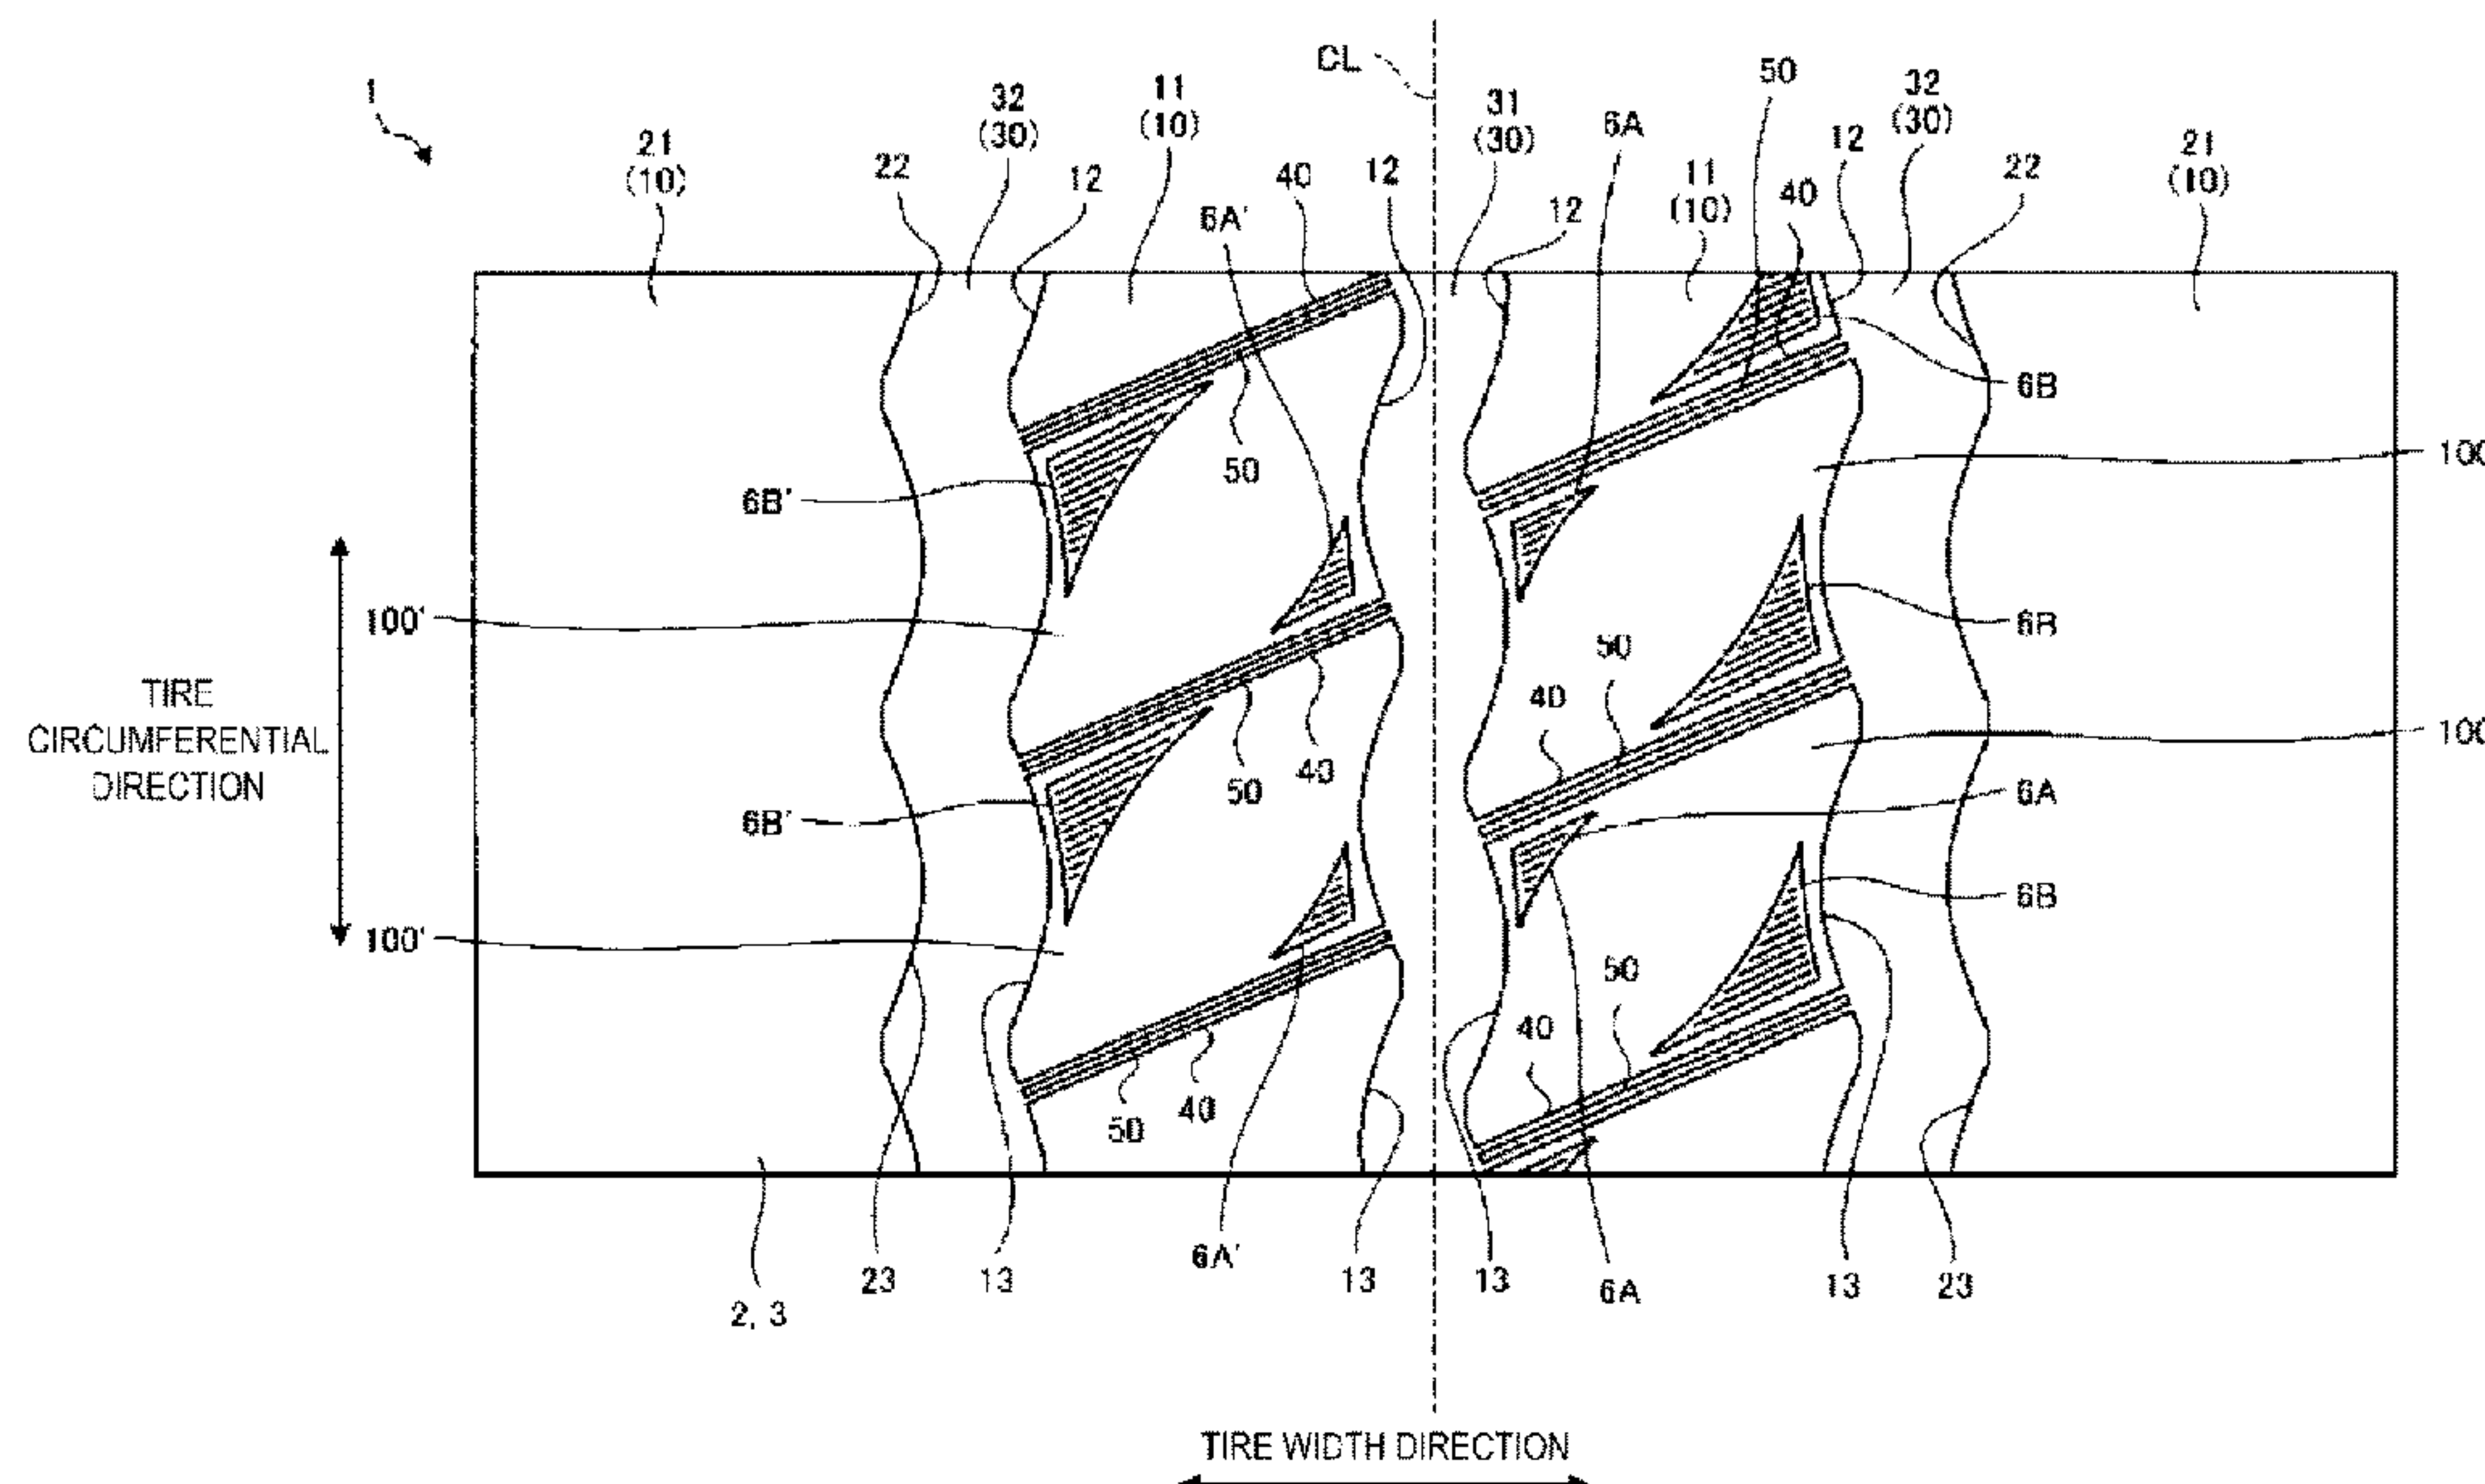 CL
1
32
(30)
11
(10)
31
(30)
50
32
(30)
21
(10)
22
12
40
12
6A'
6A
12
11
(10)
40
12
22
21
(10)
6B
50
6B'
100
100'
6B
50
40
TIRE
CIRCUMFERENTIAL
DIRECTION
50
40
100
6A
6B'
6B
100'
50
40
50
40
6A'
23
13
13
13
6A
13
23
2, 3
TIRE WIDTH DIRECTION